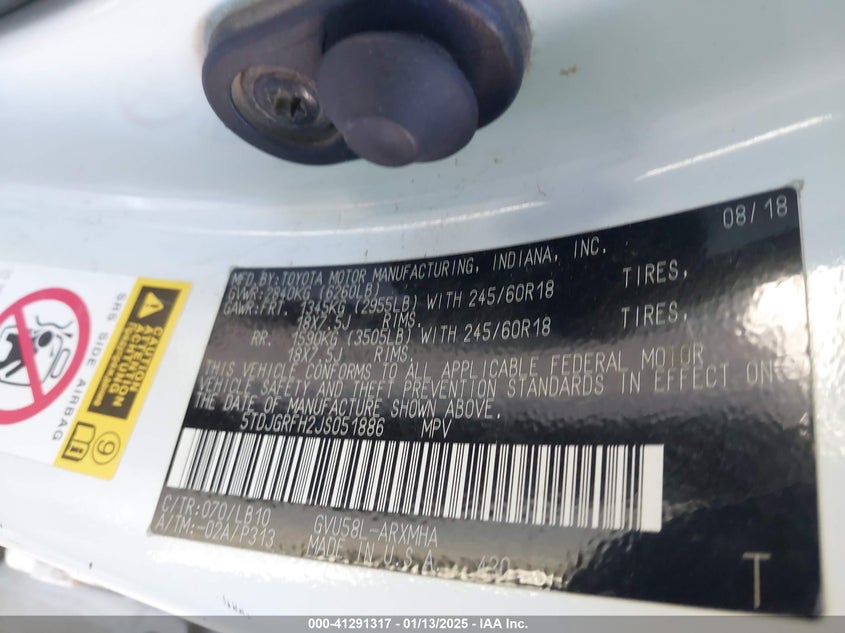 08/18
MFD.BY:TOYOTA MOTOR MANUFACTURING, INDIANA, INC.
GVWR: 2840KG (6260LB)
GAWR:FRT. 1345KG (2955LB) WITH 245/60R18 TIRES,
18X7.5J RIMS.
RR. 1590KG (3505LB) WITH 245/60R18 TIRES,
18X7.5J RIMS.
THIS VEHICLE CONFORMS TO ALL APPLICABLE FEDERAL MOTOR
VEHICLE SAFETY AND THEFT PREVENTION STANDARDS IN EFFECT ON
THE DATE OF MANUFACTURE SHOWN ABOVE.
5TDJGRFH2JS051886 MPV
C/TR:070/LB10 GVU58L-ARXMHA
A/TM:-02A/P313 MADE IN U.S.A. 430
T
CAUTION
ATTENTION
SRS SIDE AIRBAG
9
000-41291317 - 01/13/2025 - IAA Inc.